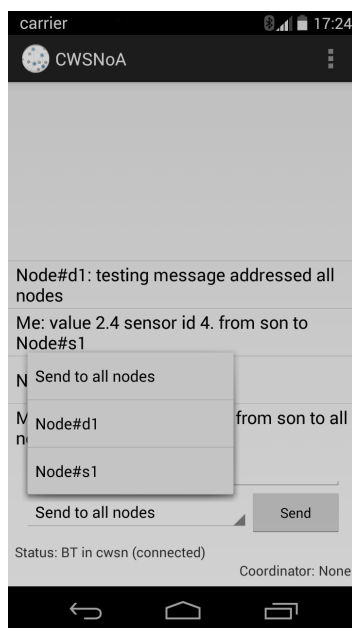 carrier 17:24
CWSNoA
Node#d1: testing message addressed all
nodes
Me: value 2.4 sensor id 4. from son to
Node#s1
N
Send to all nodes
M
from son to all
Node#d1
Node#s1
Send to all nodes
Send
Status: BT in cwsn (connected)
Coordinator: None